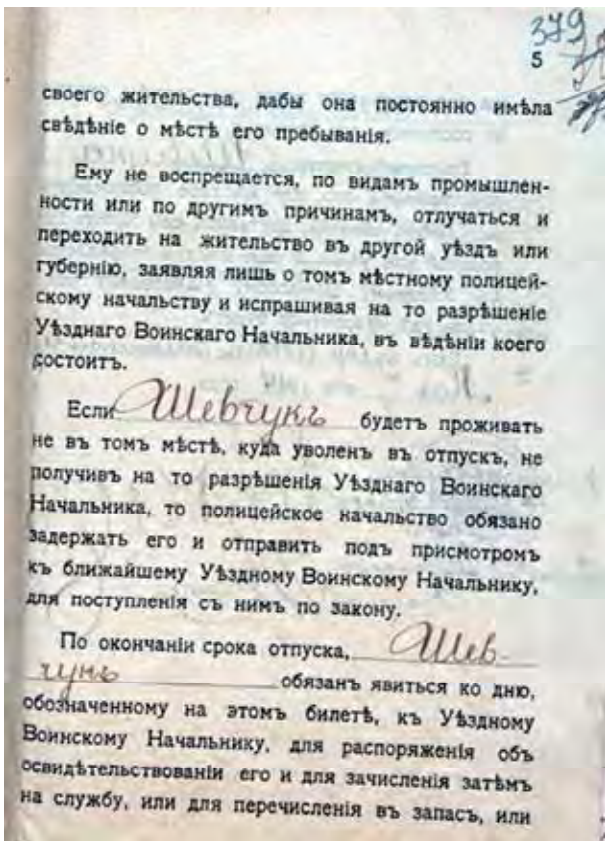 379
5
своего жительства, дабы она постоянно имѣла
свѣдѣніе о мѣстѣ его пребыванія.
Ему не воспрещается, по видамъ промышлен-
ности или по другимъ причинамъ, отлучаться и
переходить на жительство въ другой уѣздъ или
губернію, заявляя лишь о томъ мѣстному полицей-
скому начальству и испрашивая на то разрѣшеніе
Уѣзднаго Воинскаго Начальника, въ вѣдѣніи коего
состоитъ.
Если Шевчукъ будетъ проживать
не въ томъ мѣстѣ, куда уволенъ въ отпускъ, не
получивъ на то разрѣшенія Уѣзднаго Воинскаго
Начальника, то полицейское начальство обязано
задержать его и отправить подъ присмотромъ
къ ближайшему Уѣздному Воинскому Начальнику,
для поступленія съ нимъ по закону.
По окончаніи срока отпуска, Шев-
чукъ обязанъ явиться ко дню,
обозначенному на этомъ билетѣ, къ Уѣздному
Воинскому Начальнику, для распоряженія объ
освидѣтельствованіи его и для зачисленія затѣмъ
на службу, или для перечисленія въ запасъ, или